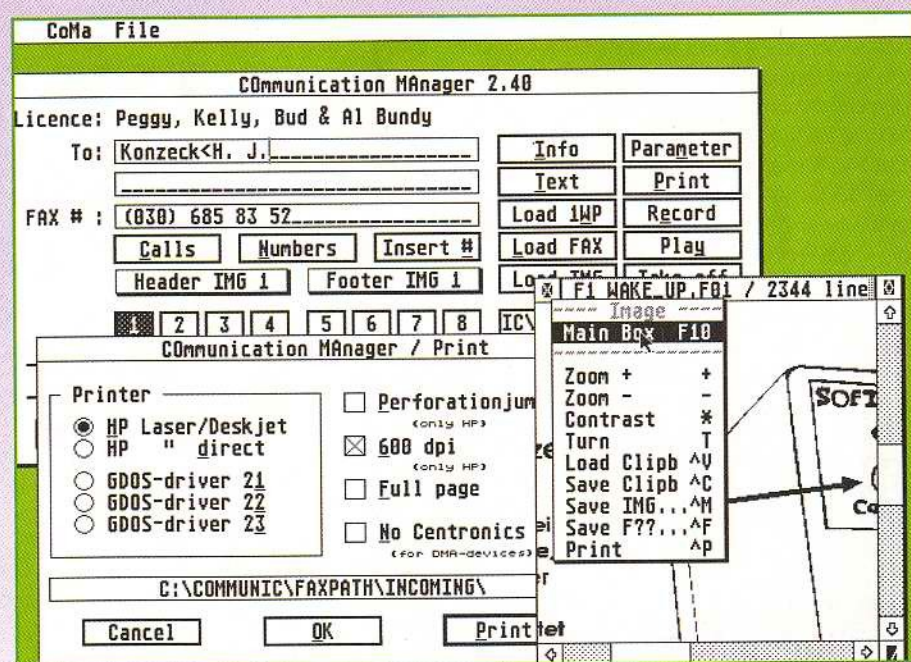 CoMa File
COmmunication MAnager 2.40
Licence: Peggy, Kelly, Bud & Al Bundy
To: Konzeck<H. J.
Info Parameter
Text Print
FAX # : (030) 685 83 52
Load 1WP Record
Calls Numbers Insert #
Load FAX Play
Header IMG 1 Footer IMG 1
1 2 3 4 5 6 7 8 IC\
COmmunication MAnager / Print
Printer
HP Laser/Deskjet
HP " direct
GDOS-driver 21
GDOS-driver 22
GDOS-driver 23
Perforationjum
(only HP)
600 dpi
(only HP)
Full page
No Centronics
(for DMA-devices)
C:\COMMUNIC\FAXPATH\INCOMING\
Cancel OK Print
F1 WAKE_UP.F01 / 2344 line
Image
Main Box F10
Zoom + +
Zoom - -
Contrast *
Turn T
Load Clipb ^V
Save Clipb ^C
Save IMG... ^M
Save F??... ^F
Print ^P
SOFT
Co
tet